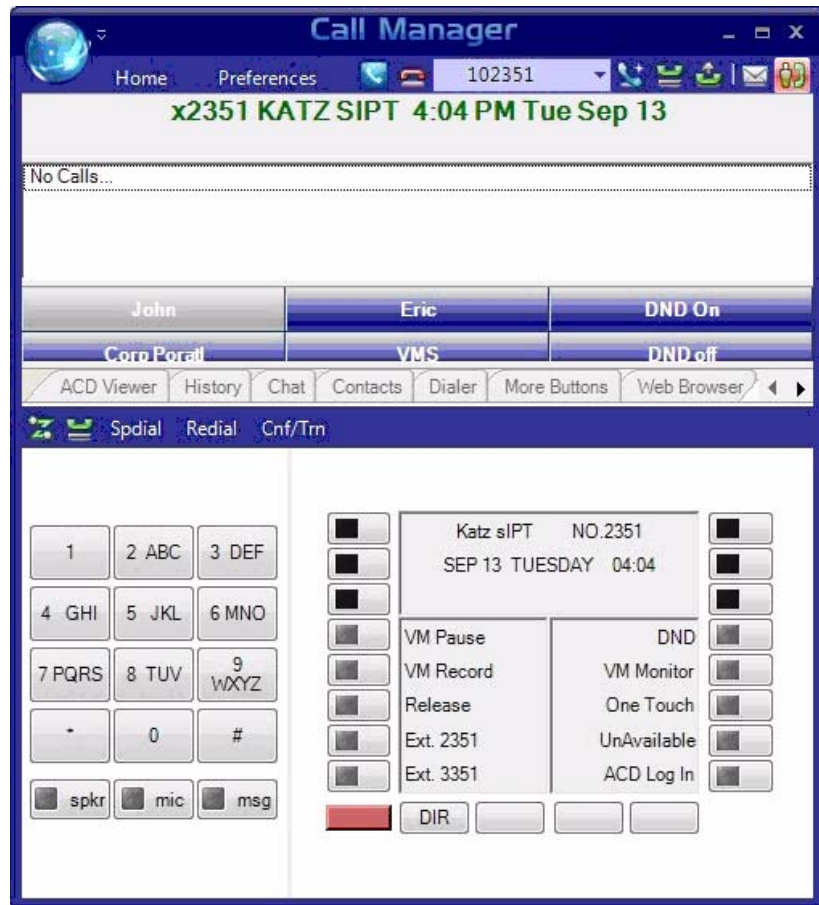 Call Manager
Home Preferences 102351
x2351 KATZ SIPT 4:04 PM Tue Sep 13
No Calls...
John Eric DND On
Corp Poratl VMS DND off
ACD Viewer History Chat Contacts Dialer More Buttons Web Browser
Spdial Redial Cnf/Trn
Katz sIPT NO.2351
SEP 13 TUESDAY 04:04
1 2 ABC 3 DEF
4 GHI 5 JKL 6 MNO
7 PQRS 8 TUV 9 WXYZ
* 0 #
spkr mic msg
VM Pause DND
VM Record VM Monitor
Release One Touch
Ext. 2351 UnAvailable
Ext. 3351 ACD Log In
DIR